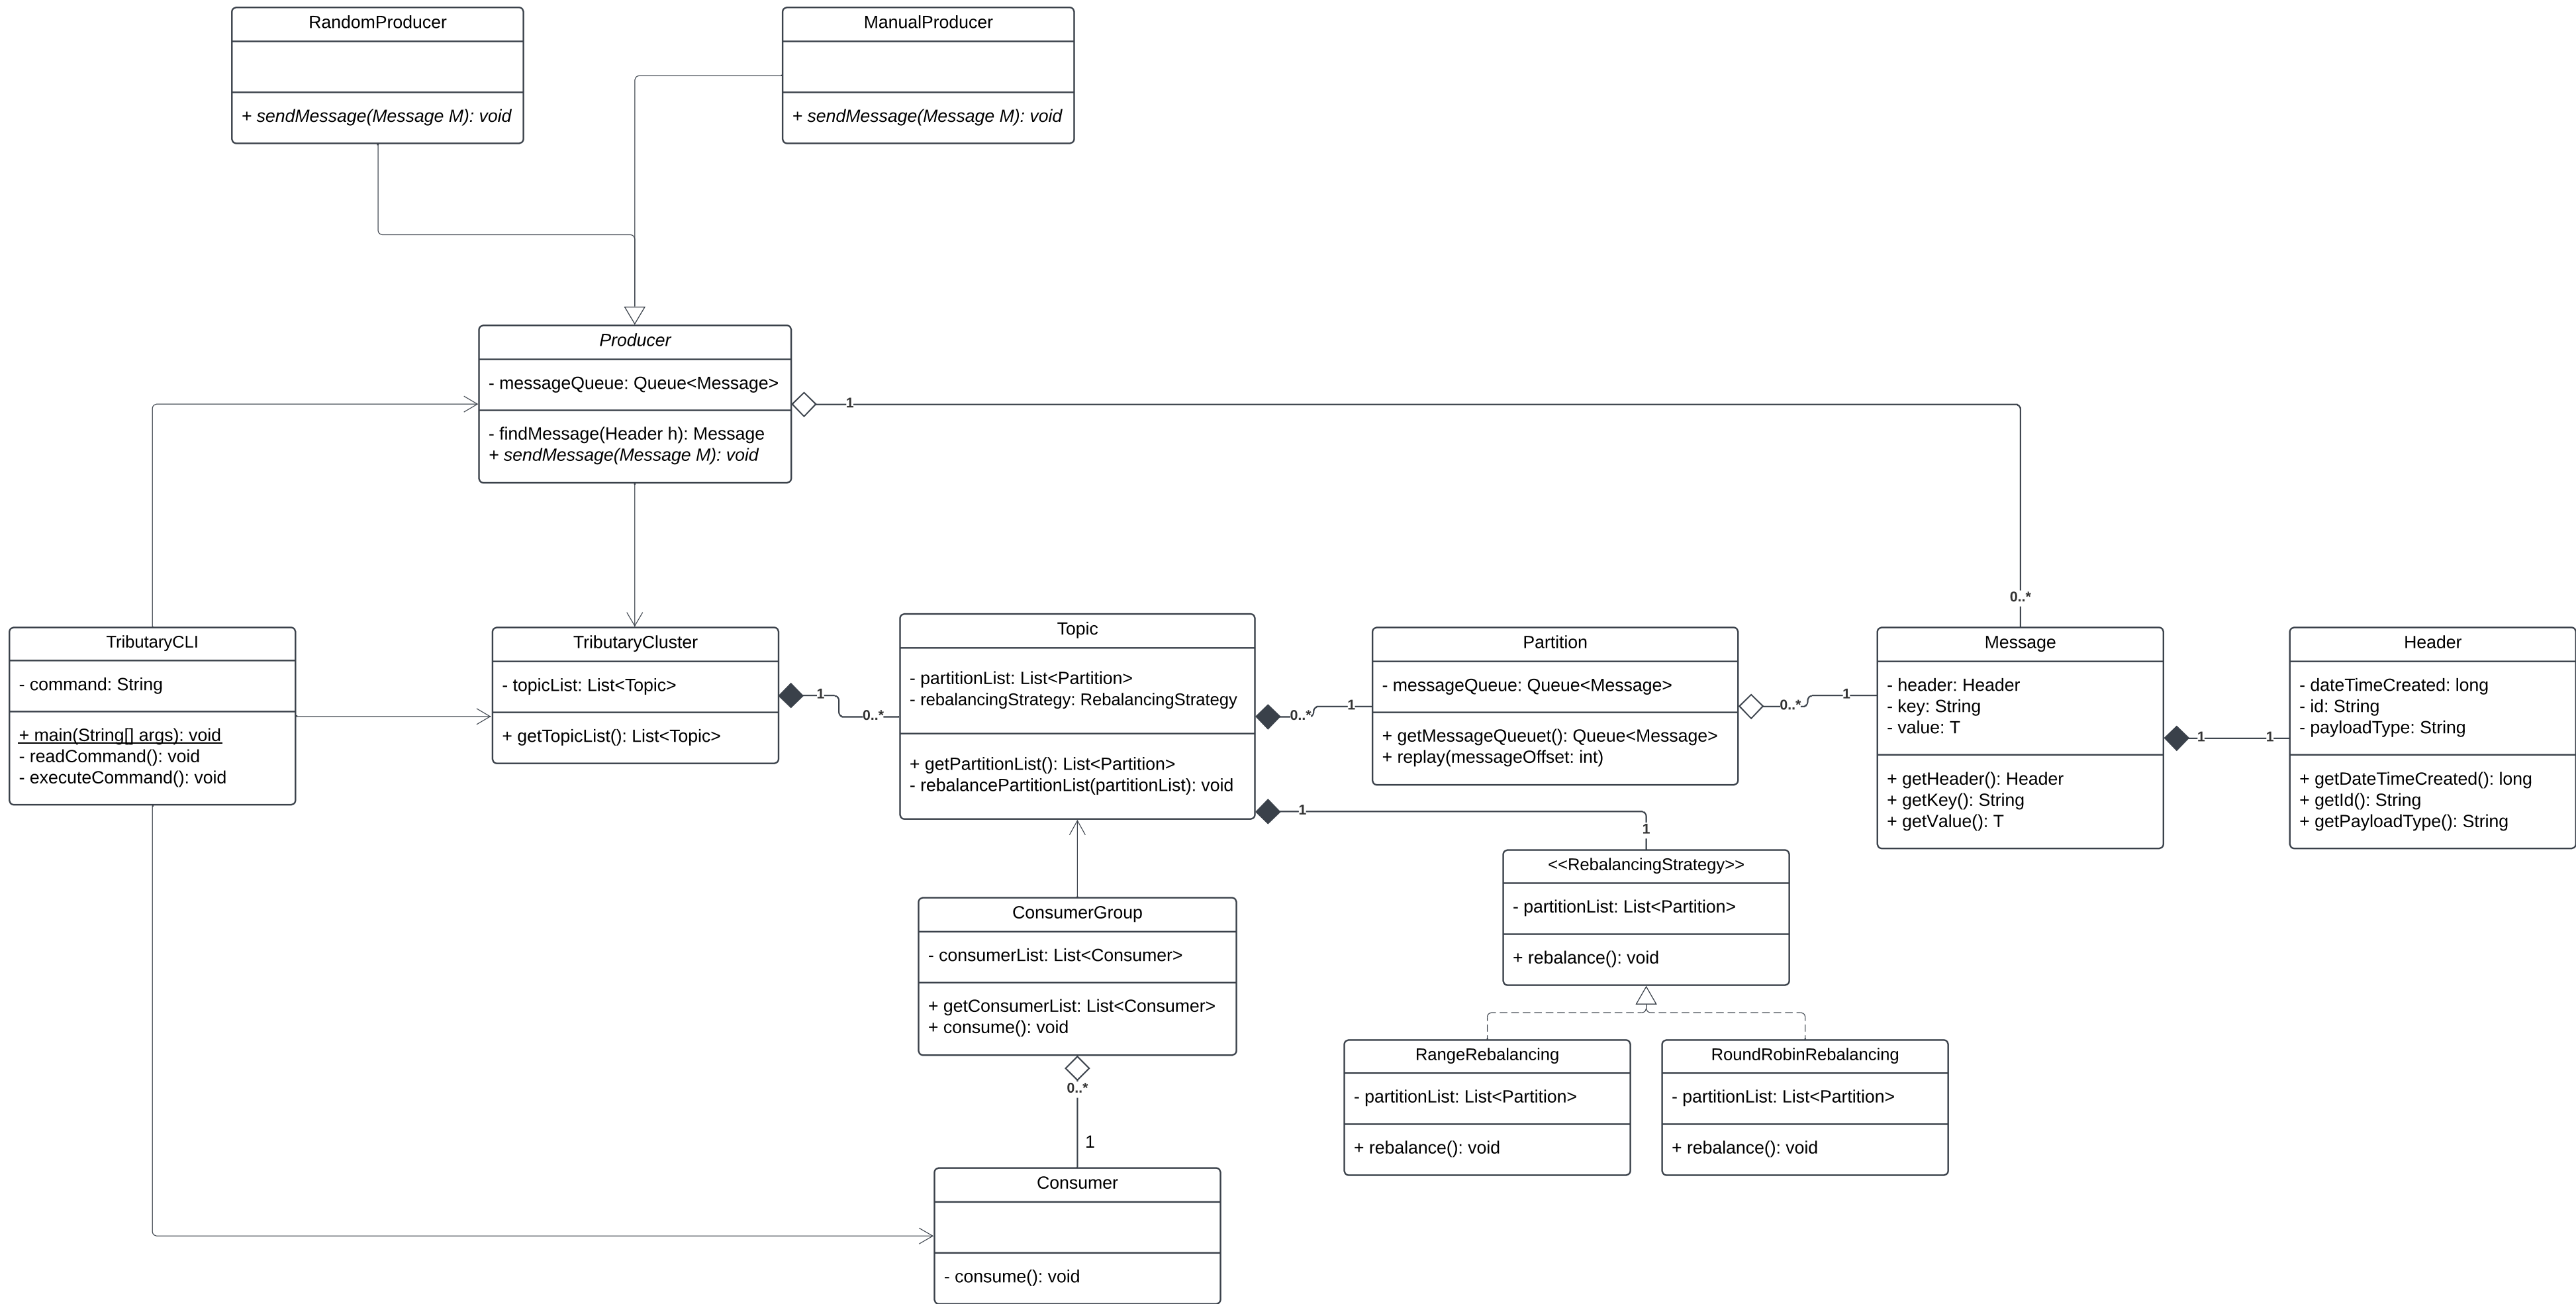 RandomProducer
+ sendMessage(Message M): void
ManualProducer
+ sendMessage(Message M): void
Producer
- messageQueue: Queue<Message>
- findMessage(Header h): Message
+ sendMessage(Message M): void
1
0..*
TributaryCLI
- command: String
+ main(String[] args): void
- readCommand(): void
- executeCommand(): void
TributaryCluster
- topicList: List<Topic>
+ getTopicList(): List<Topic>
1
0..*
Topic
- partitionList: List<Partition>
- rebalancingStrategy: RebalancingStrategy
+ getPartitionList(): List<Partition>
- rebalancePartitionList(partitionList): void
0..*
1
Partition
- messageQueue: Queue<Message>
+ getMessageQueuet(): Queue<Message>
+ replay(messageOffset: int)
0..*
1
Message
- header: Header
- key: String
- value: T
+ getHeader(): Header
+ getKey(): String
+ getValue(): T
1
1
Header
- dateTimeCreated: long
- id: String
- payloadType: String
+ getDateTimeCreated(): long
+ getId(): String
+ getPayloadType(): String
1
1
<<RebalancingStrategy>>
- partitionList: List<Partition>
+ rebalance(): void
ConsumerGroup
- consumerList: List<Consumer>
+ getConsumerList: List<Consumer>
+ consume(): void
0..*
1
RangeRebalancing
- partitionList: List<Partition>
+ rebalance(): void
RoundRobinRebalancing
- partitionList: List<Partition>
+ rebalance(): void
Consumer
- consume(): void